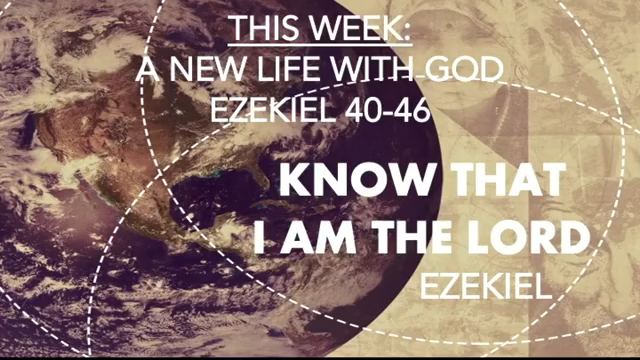 THIS WEEK:
A NEW LIFE WITH GOD
EZEKIEL 40-46
KNOW THAT
I AM THE LORD
EZEKIEL